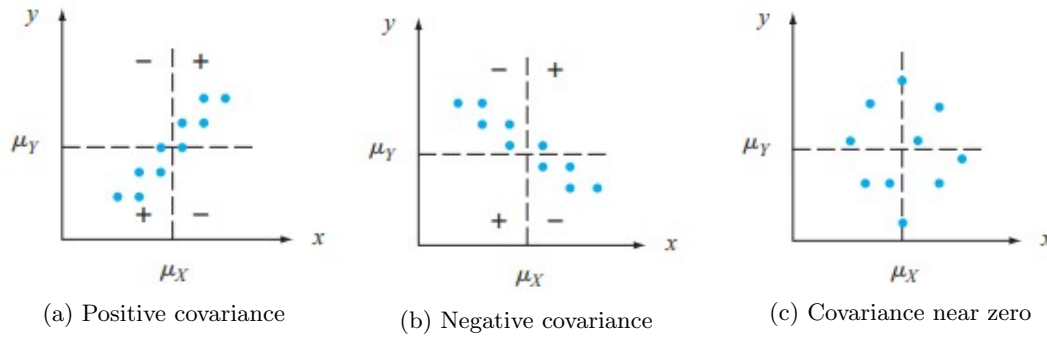 y
− +
μY
+ −
x
μX
(a) Positive covariance
y
− +
μY
+ −
x
μX
(b) Negative covariance
y
μY
x
μX
(c) Covariance near zero